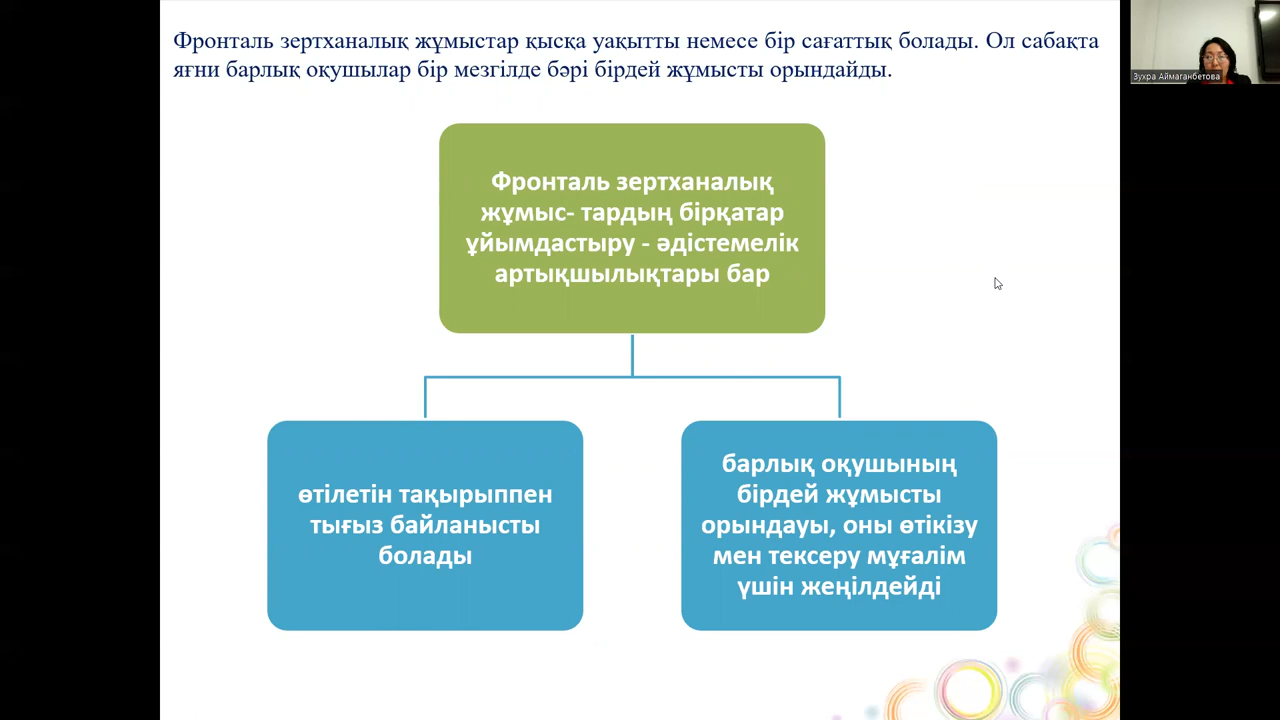 Фронталь зертханалық жұмыстар қысқа уақытты немесе бір сағаттық болады. Ол сабақта
яғни барлық оқушылар бір мезгілде бәрі бірдей жұмысты орындайды.
Зухра Аймаганбетова
Фронталь зертханалық
жұмыс- тардың бірқатар
ұйымдастыру - әдістемелік
артықшылықтары бар
өтілетін тақырыппен
тығыз байланысты
болады
барлық оқушының
бірдей жұмысты
орындауы, оны өтікізу
мен тексеру мұғалім
үшін жеңілдейді